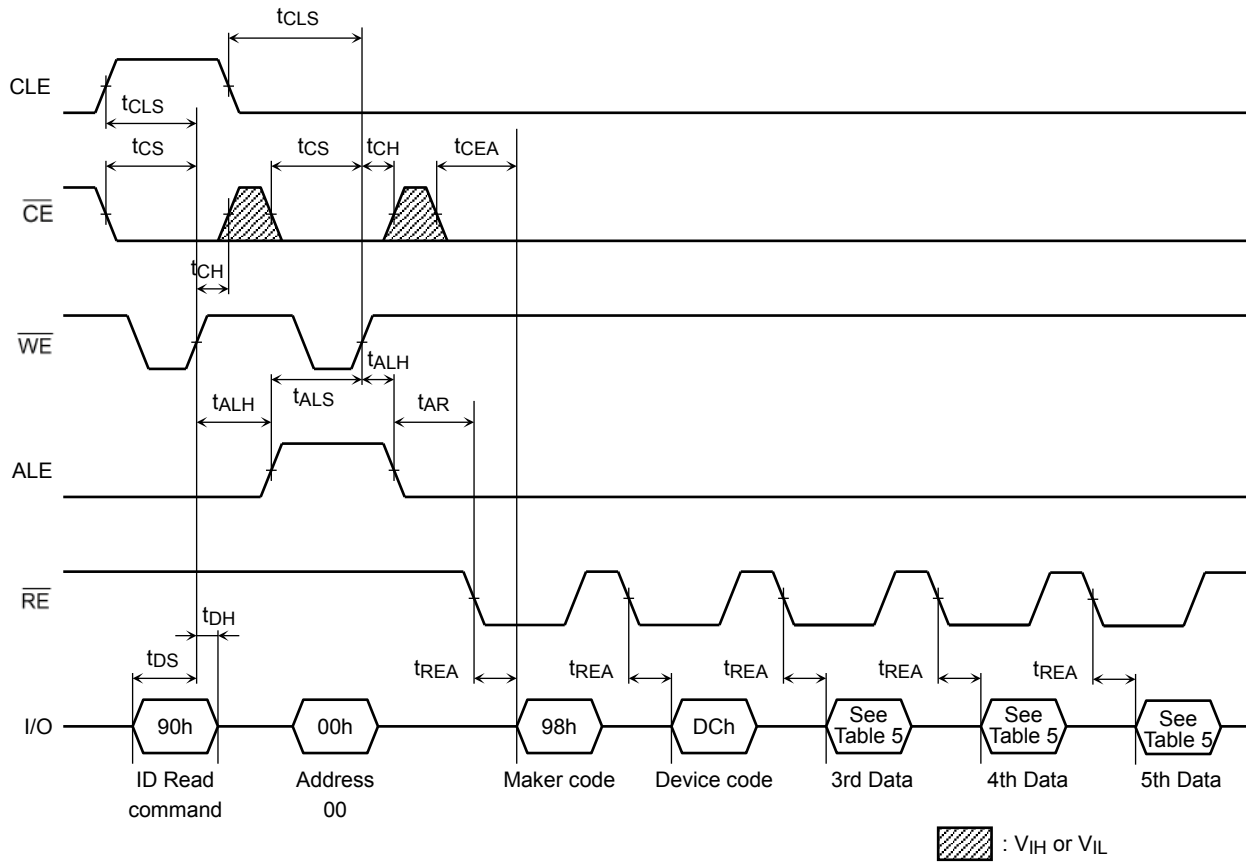 tCLS
CLE
tCLS
tCS tCS tCH tCEA
CE
tCH
WE
tALH
tALH tALS tAR
ALE
RE
tDH
tDS
tREA tREA tREA tREA tREA
I/O 90h 00h 98h DCh See Table 5 See Table 5 See Table 5
ID Read command Address 00 Maker code Device code 3rd Data 4th Data 5th Data
: VIH or VIL